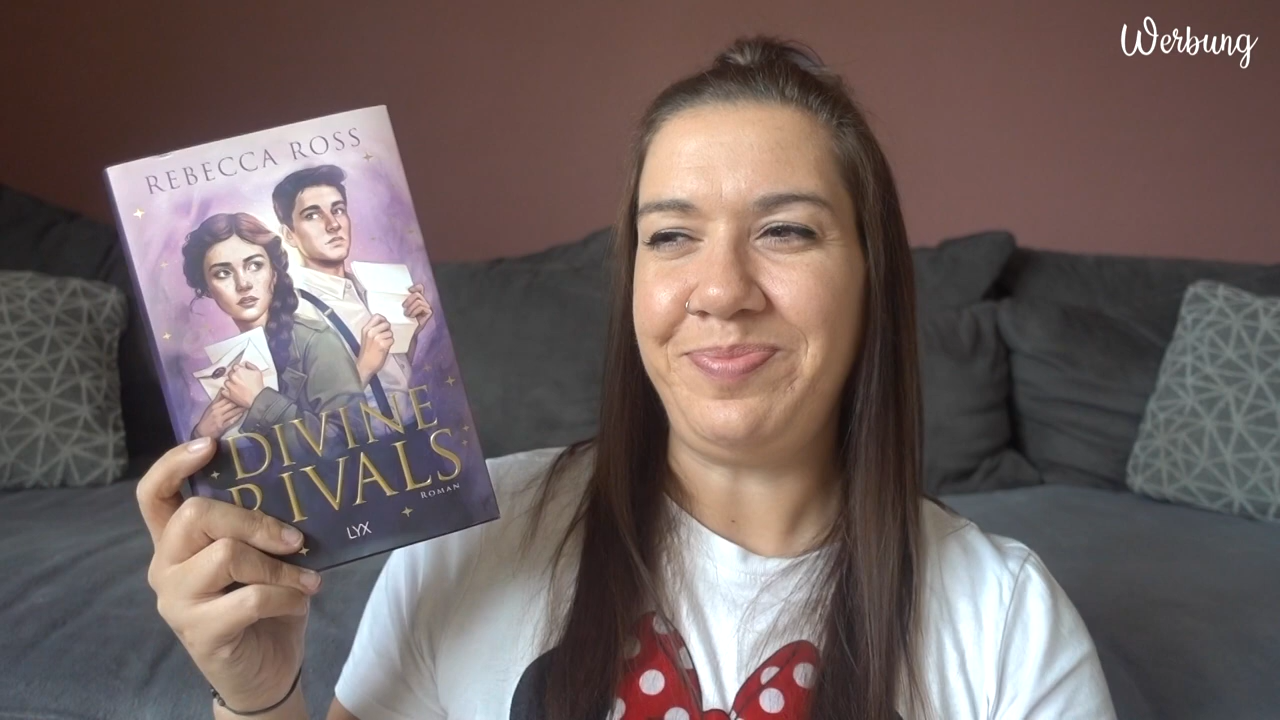 Werbung
REBECCA ROSS
DIVINE
RIVALS
ROMAN
LYX